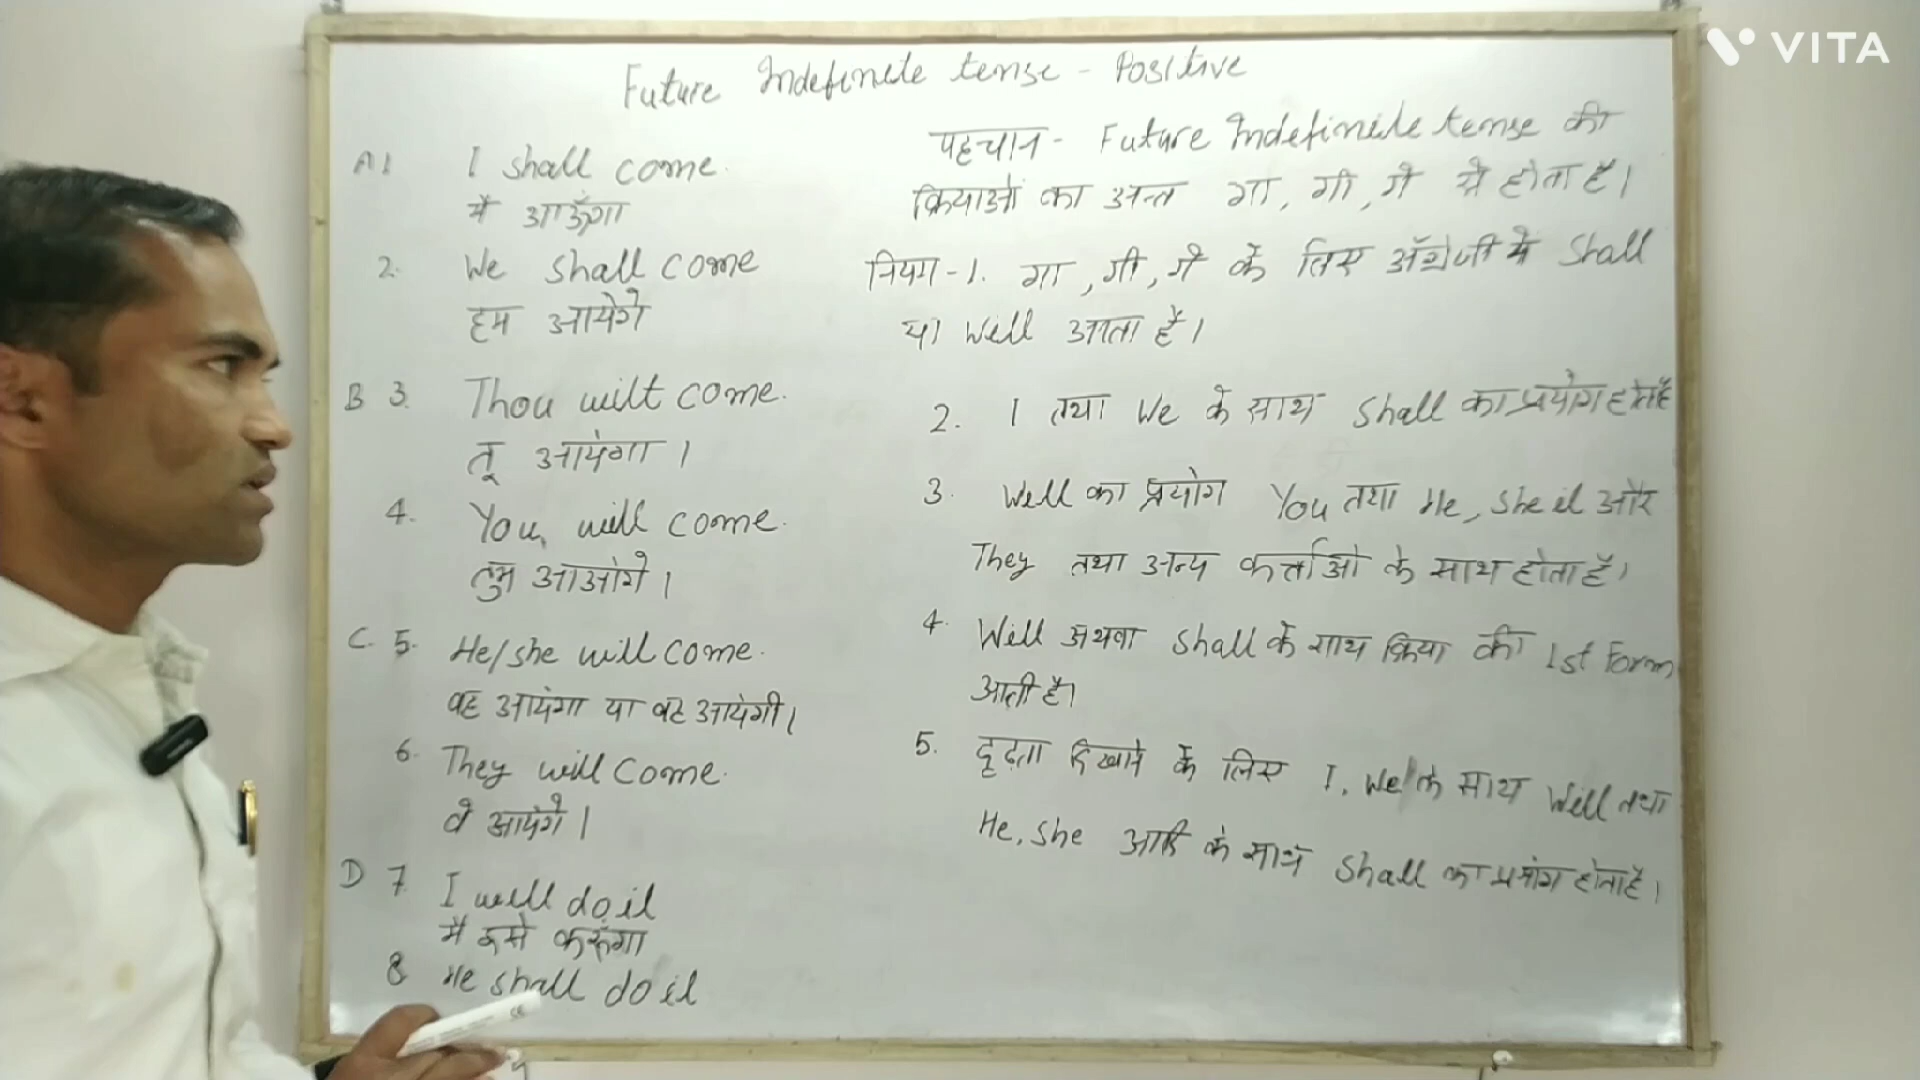 VITA
Future Indefinite tense - Positive
A 1 I shall come.
मैं आऊँगा
2. We shall come
हम आयेगे
B 3. Thou wilt come.
तू आयेगा ।
4. You will come.
तुम आओगे ।
C. 5. He/she will come.
वह आयेगा या वह आयेगी ।
6. They will come.
वे आयेगे ।
D 7. I will do it
मैं इसे करूँगा
8 He shall do it
पहचान - Future Indefinite tense की
क्रियाओं का अन्त गा, गी, गे से होता है ।
नियम - 1. गा, गी, गे के लिए अँग्रेजी मे Shall
या Will आता है ।
2. I तथा We के साथ Shall का प्रयोग होता है
3. Will का प्रयोग You तथा He, She it और
They तथा अन्य कर्त्ताओ के साथ होता है ।
4. Will अथवा Shall के साथ क्रिया की 1st Form
आती है ।
5. दृढ़ता दिखाने के लिए I, We के साथ Will तथा
He, She आदि के साथ Shall का प्रयोग होता है ।